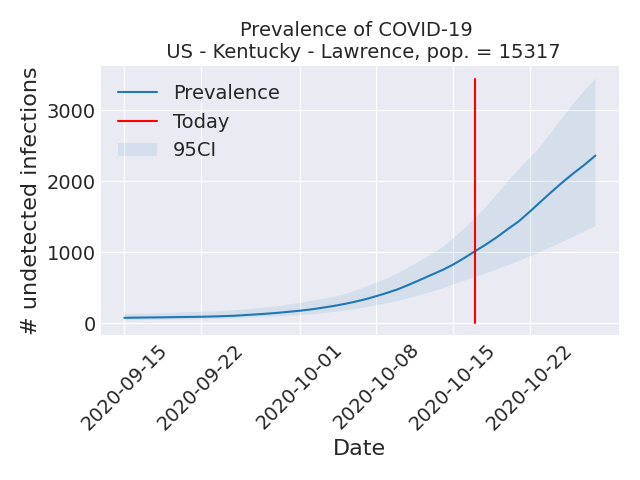 Prevalence of COVID-19
US - Kentucky - Lawrence, pop. = 15317
Prevalence
Today
95CI
# undetected infections
3000
2000
1000
0
2020-09-15
2020-09-22
2020-10-01
2020-10-08
2020-10-15
2020-10-22
Date